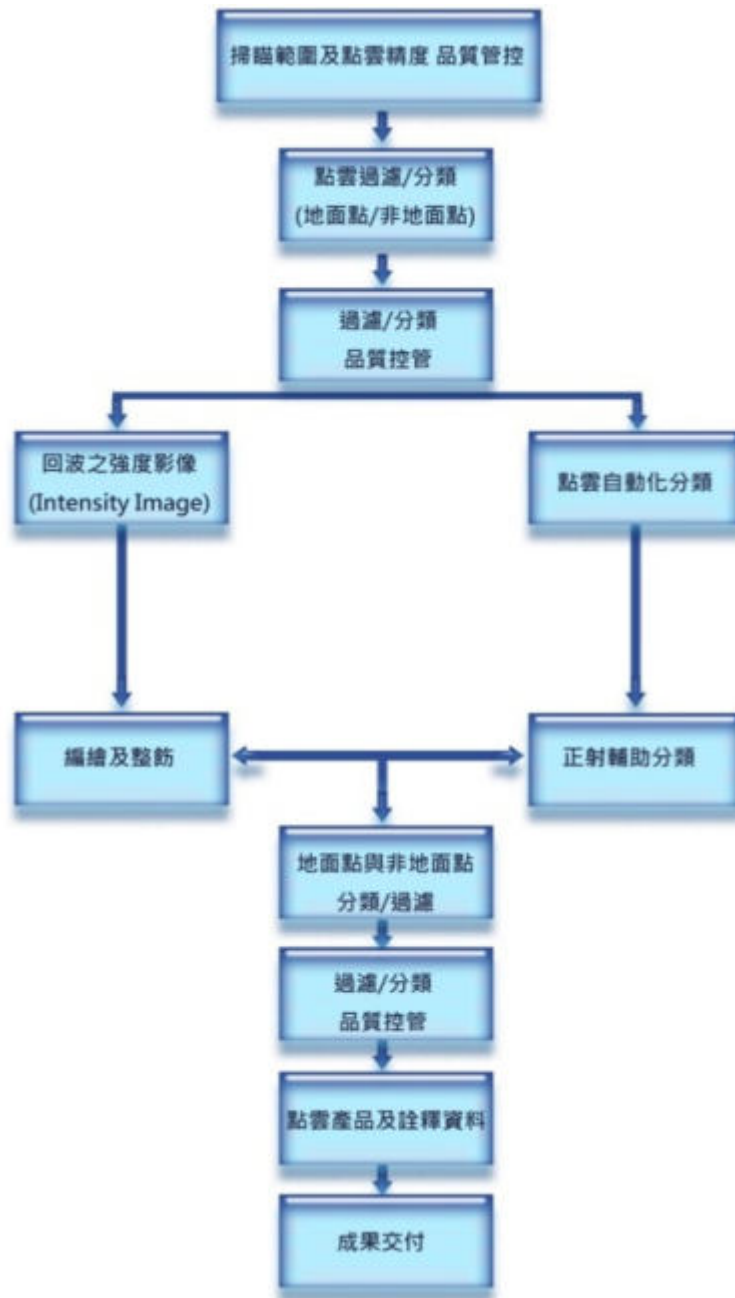 掃瞄範圍及點雲精度 品質管控
點雲過濾/分類
(地面點/非地面點)
過濾/分類
品質控管
回波之強度影像
(Intensity Image)
點雲自動化分類
編繪及整飾
正射輔助分類
地面點與非地面點
分類/過濾
過濾/分類
品質控管
點雲產品及詮釋資料
成果交付